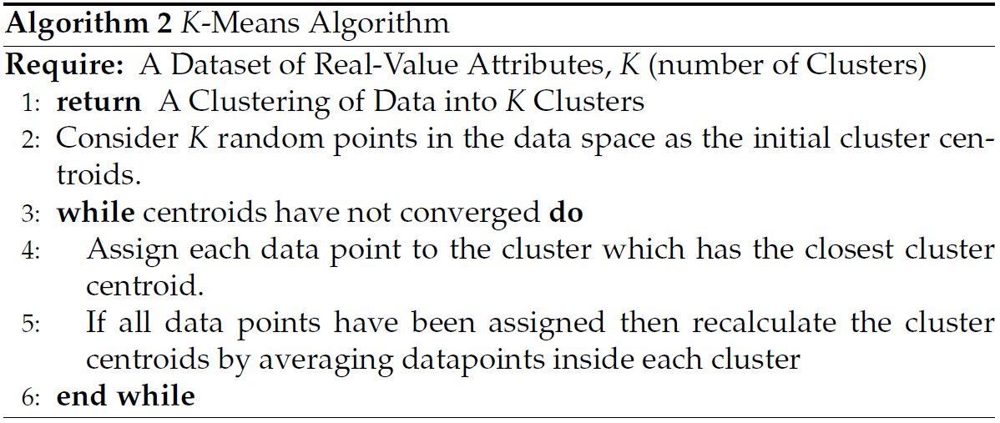 Algorithm 2 K-Means Algorithm
Require: A Dataset of Real-Value Attributes, K (number of Clusters)
1: return A Clustering of Data into K Clusters
2: Consider K random points in the data space as the initial cluster cen-
troids.
3: while centroids have not converged do
4: Assign each data point to the cluster which has the closest cluster
centroid.
5: If all data points have been assigned then recalculate the cluster
centroids by averaging datapoints inside each cluster
6: end while